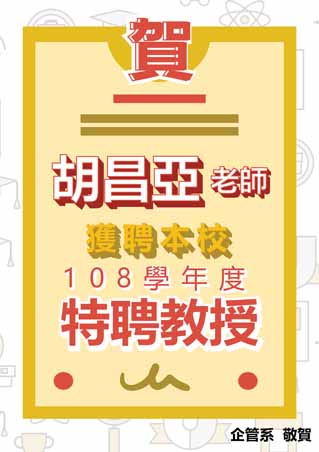 賀
胡昌亞 老師
獲聘本校
108學年度
特聘教授
企管系 敬賀